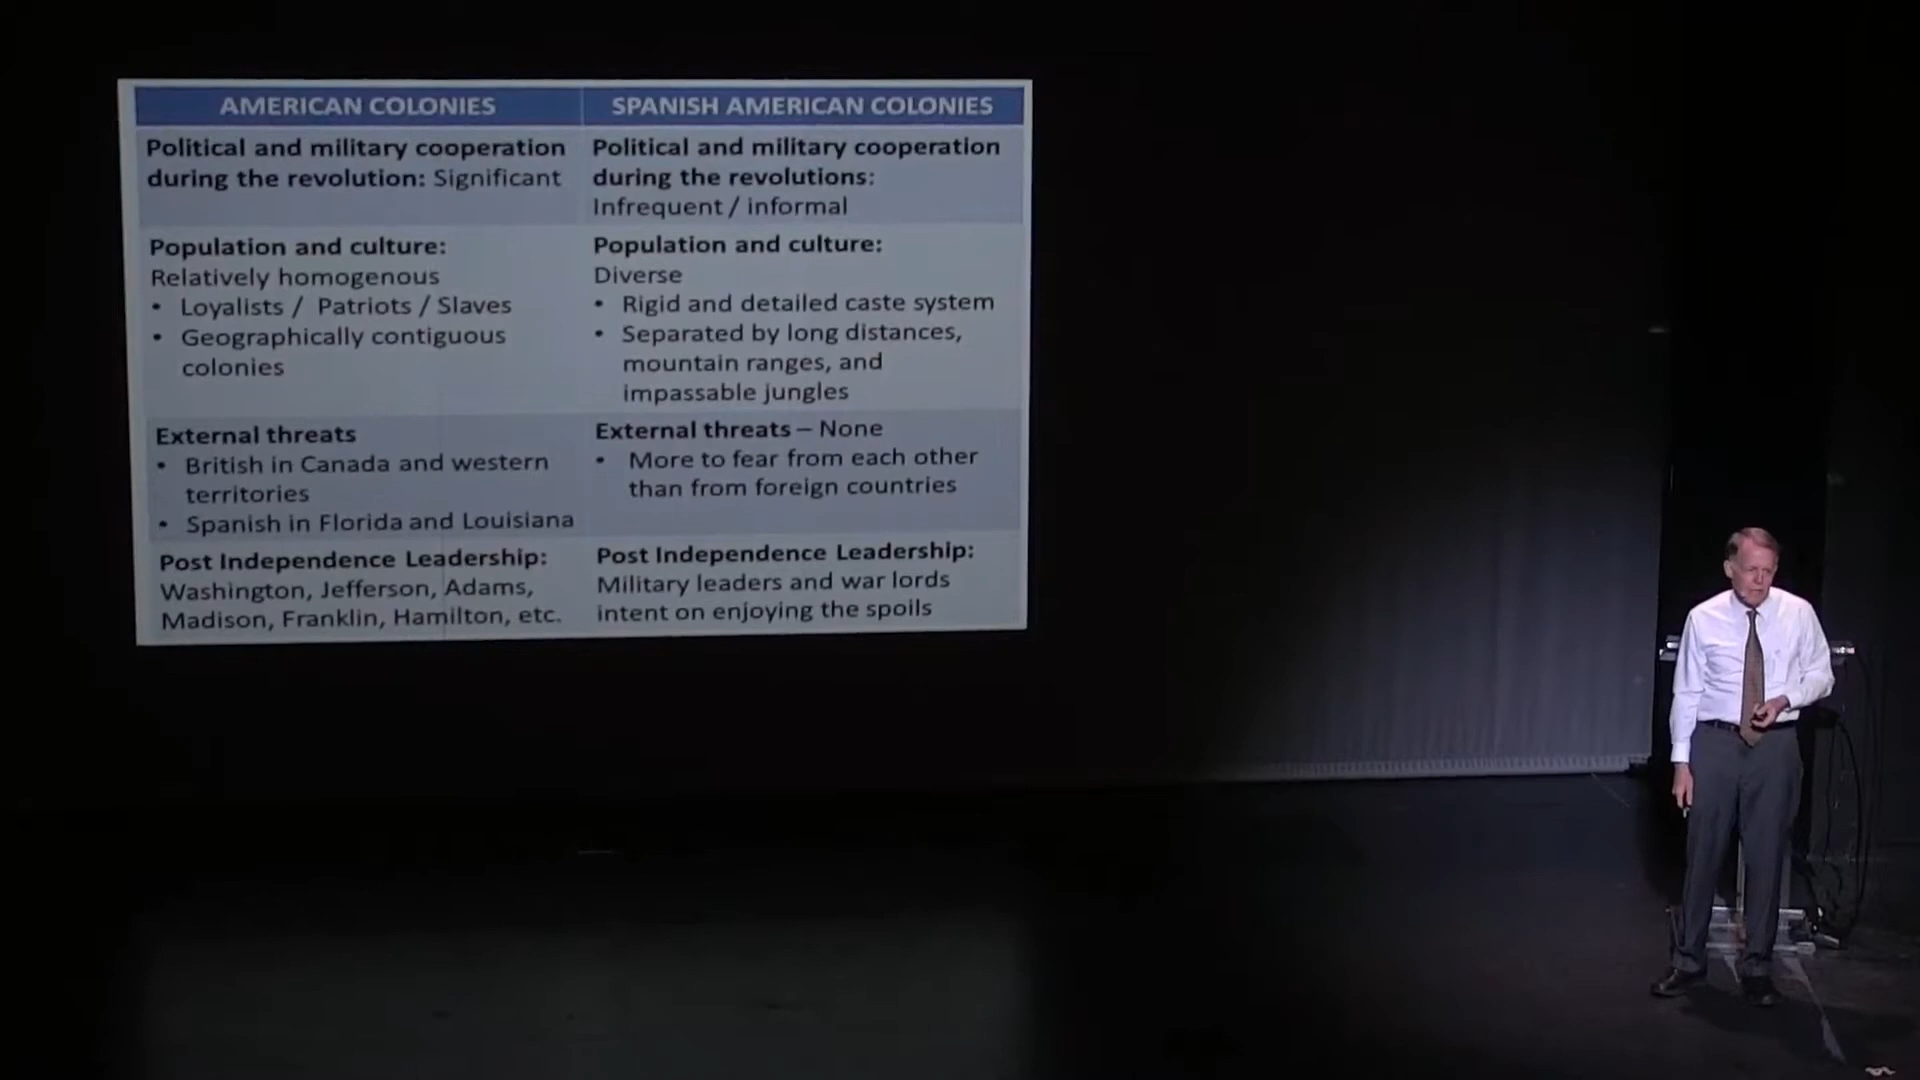 AMERICAN COLONIES
SPANISH AMERICAN COLONIES
Political and military cooperation
during the revolution: Significant
Political and military cooperation
during the revolutions:
Infrequent / informal
Population and culture:
Relatively homogenous
• Loyalists / Patriots / Slaves
• Geographically contiguous
colonies
Population and culture:
Diverse
• Rigid and detailed caste system
• Separated by long distances,
mountain ranges, and
impassable jungles
External threats
• British in Canada and western
territories
• Spanish in Florida and Louisiana
External threats – None
• More to fear from each other
than from foreign countries
Post Independence Leadership:
Washington, Jefferson, Adams,
Madison, Franklin, Hamilton, etc.
Post Independence Leadership:
Military leaders and war lords
intent on enjoying the spoils